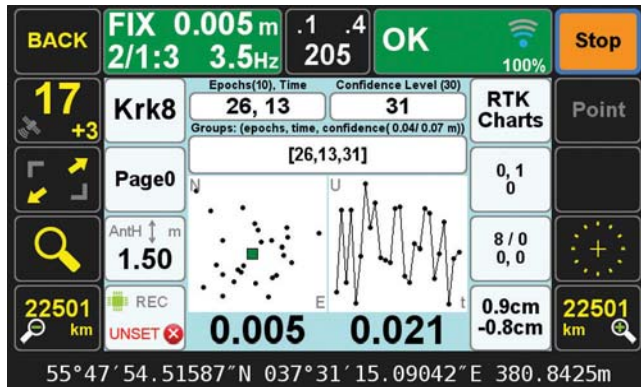 BACK
FIX 0.005 m
2/1:3 3.5Hz
.1 .4
205
OK
100%
Stop
17
+3
Krk8
Epochs(10), Time
26, 13
Confidence Level (30)
31
RTK
Charts
Point
Groups: (epochs, time, confidence( 0.04/ 0.07 m))
[26,13,31]
Page0
0, 1
0
N
E
U
t
AntH ↕ m
1.50
8 / 0
0, 0
22501
km
REC
UNSET
0.005
0.021
0.9cm
-0.8cm
22501
km
55°47′54.51587″N 037°31′15.09042″E 380.8425m